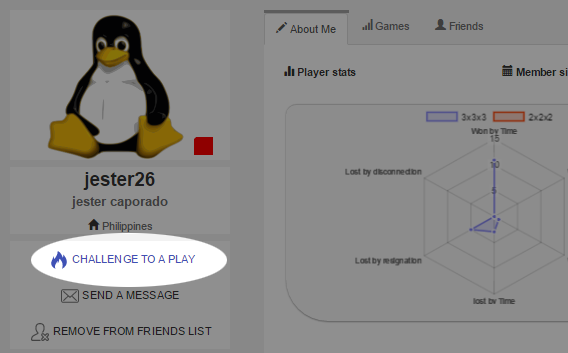 About Me
Games
Friends
Player stats
Member si
jester26
jester caporado
Philippines
CHALLENGE TO A PLAY
SEND A MESSAGE
REMOVE FROM FRIENDS LIST
3x3x3
2x2x2
Won by Time
15
10
5
Lost by disconnection
Lost by resignation
lost by Time